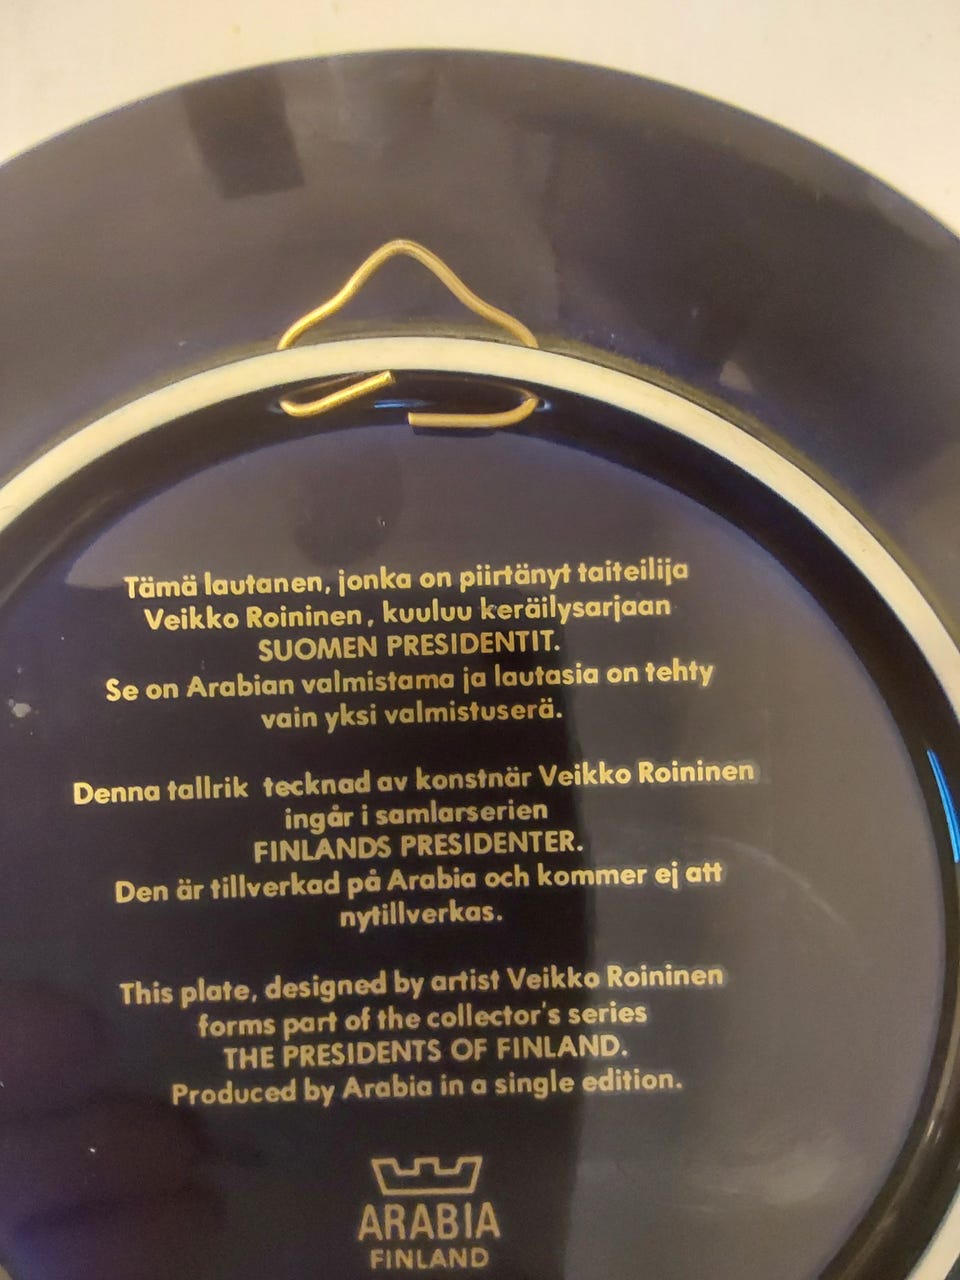 Tämä lautanen, jonka on piirtänyt taiteilija
Veikko Roininen, kuuluu keräilysarjaan
SUOMEN PRESIDENTIT.
Se on Arabian valmistama ja lautasia on tehty
vain yksi valmistuserä.
Denna tallrik tecknad av konstnär Veikko Roininen
ingår i samlarserien
FINLANDS PRESIDENTER.
Den är tillverkad på Arabia och kommer ej att
nytillverkas.
This plate, designed by artist Veikko Roininen
forms part of the collector's series
THE PRESIDENTS OF FINLAND.
Produced by Arabia in a single edition.
ARABIA
FINLAND